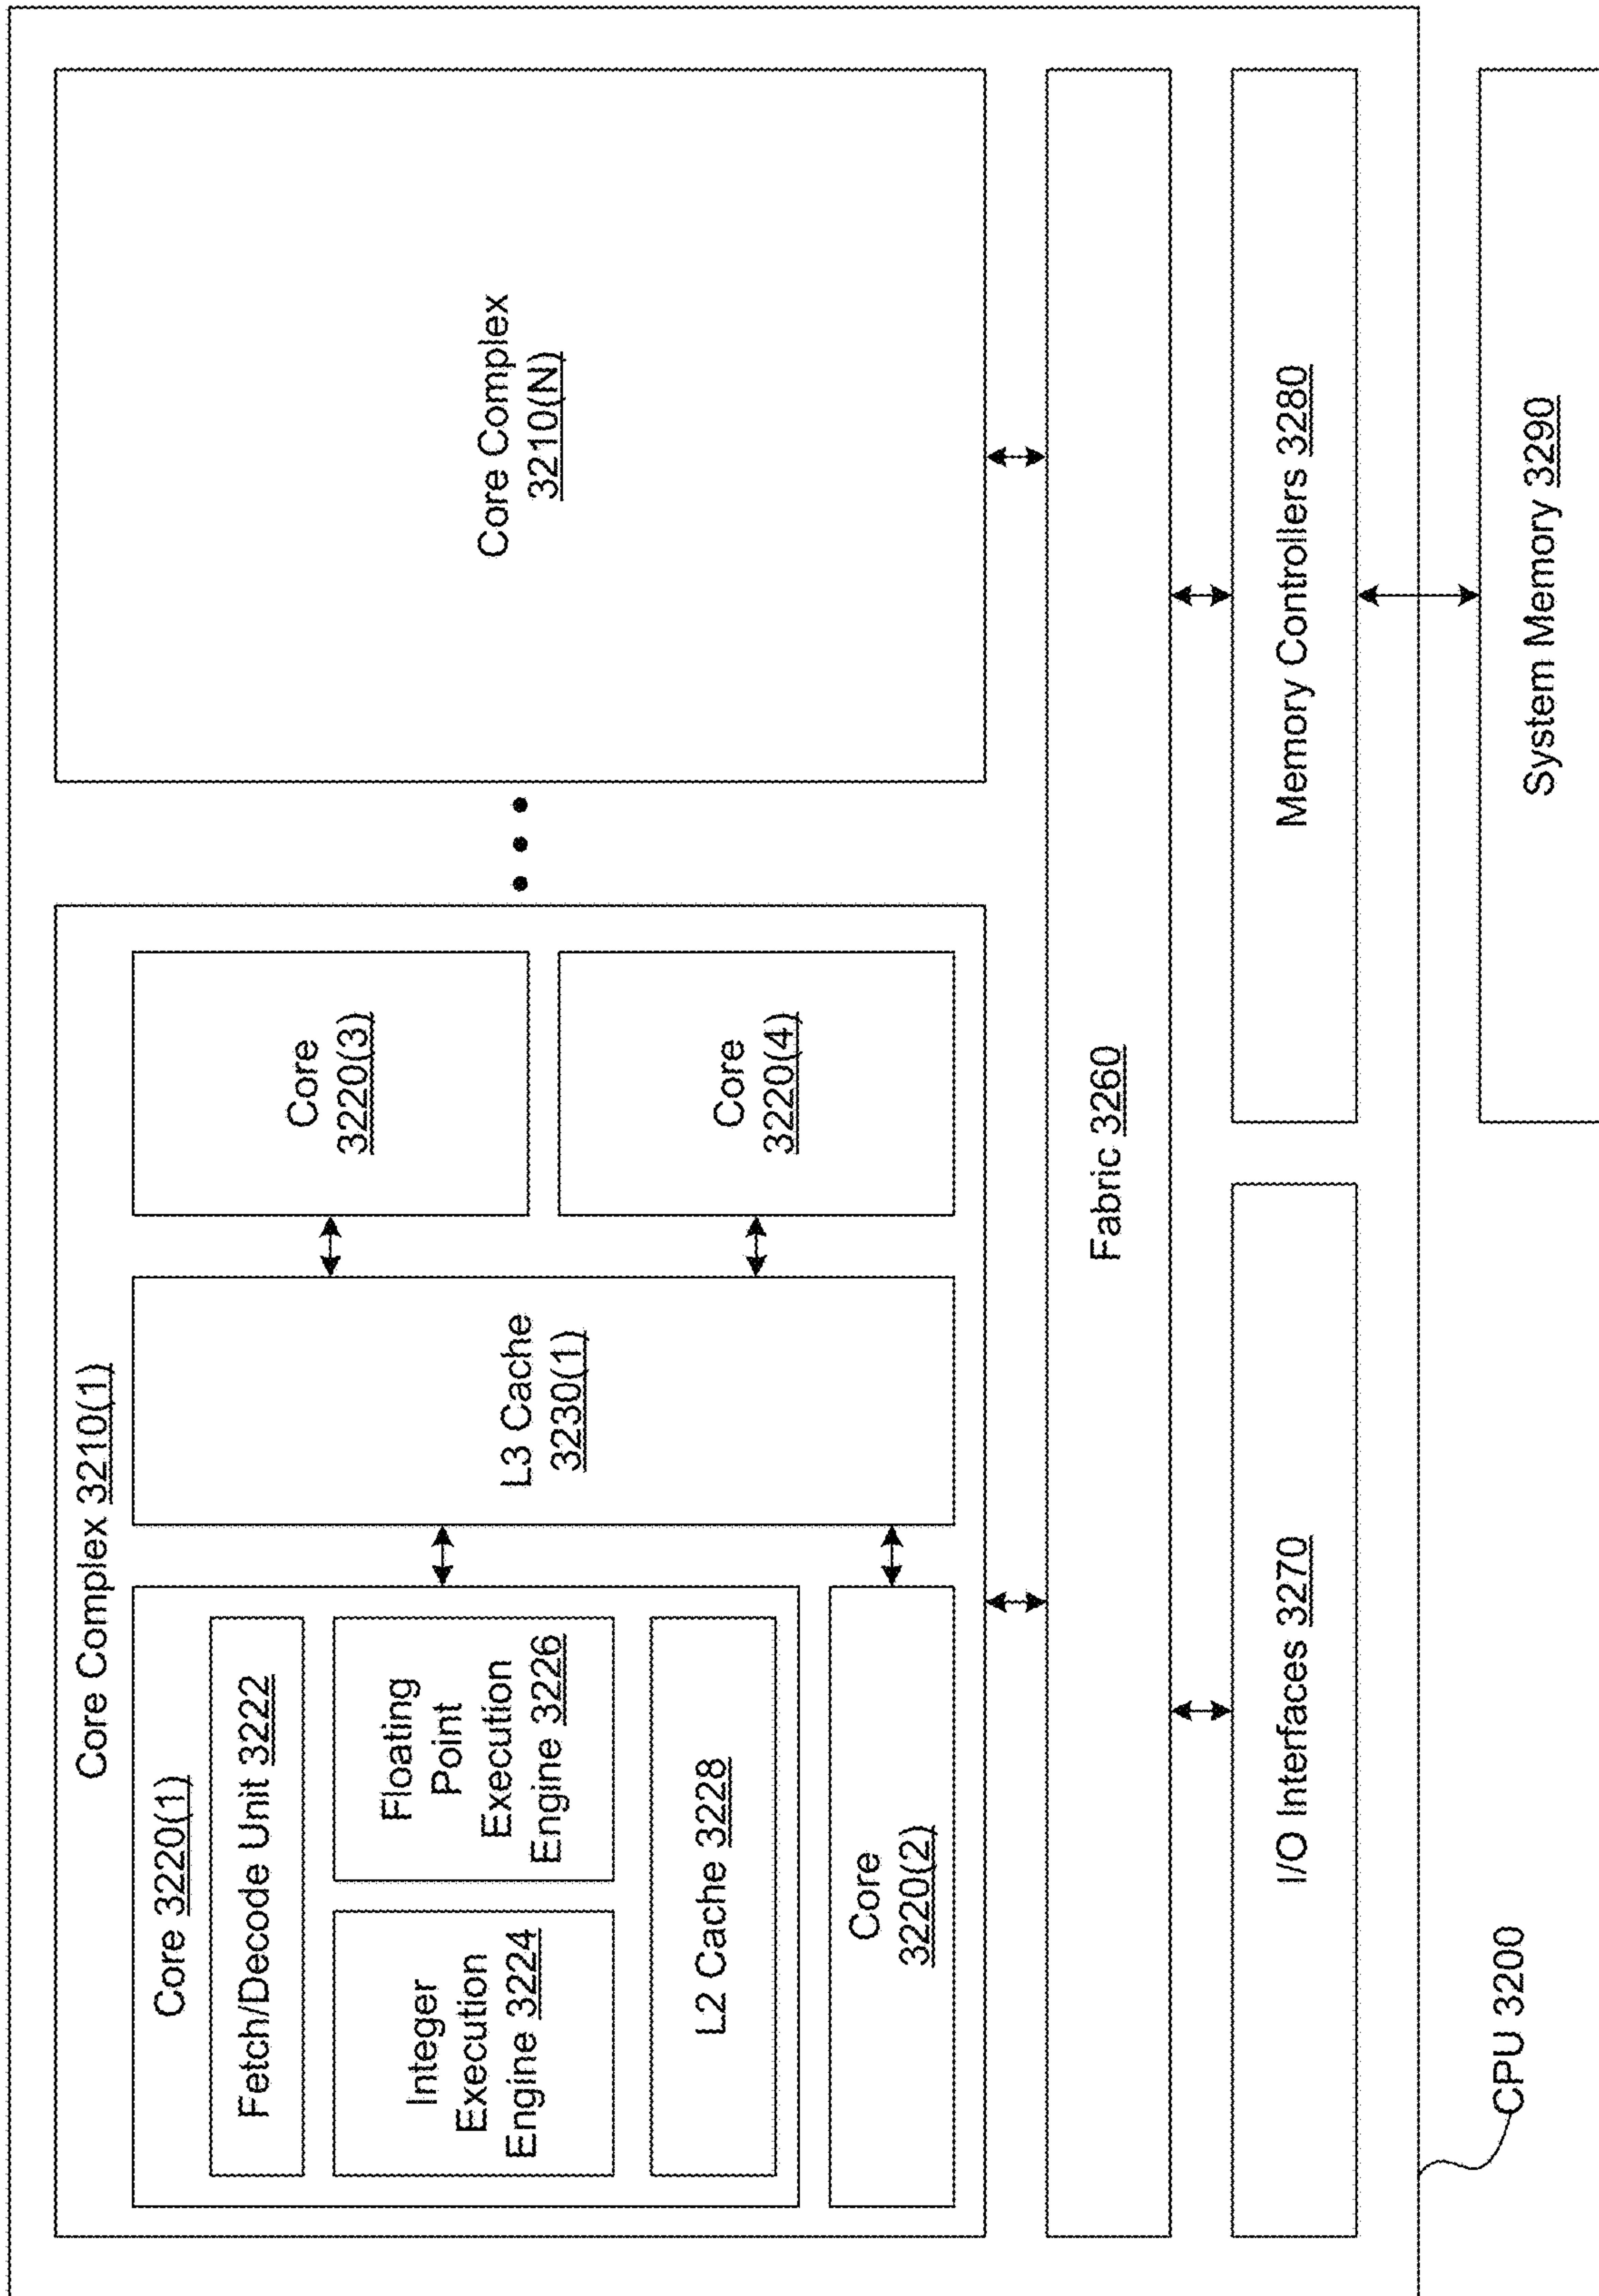 Core Complex 3210(1)
Core 3220(1)
Fetch/Decode Unit 3222
Integer
Execution
Engine 3224
Floating
Point
Execution
Engine 3226
L2 Cache 3228
Core
3220(2)
L3 Cache
3230(1)
Core
3220(3)
Core
3220(4)
Core Complex
3210(N)
Fabric 3260
I/O Interfaces 3270
Memory Controllers 3280
CPU 3200
System Memory 3290